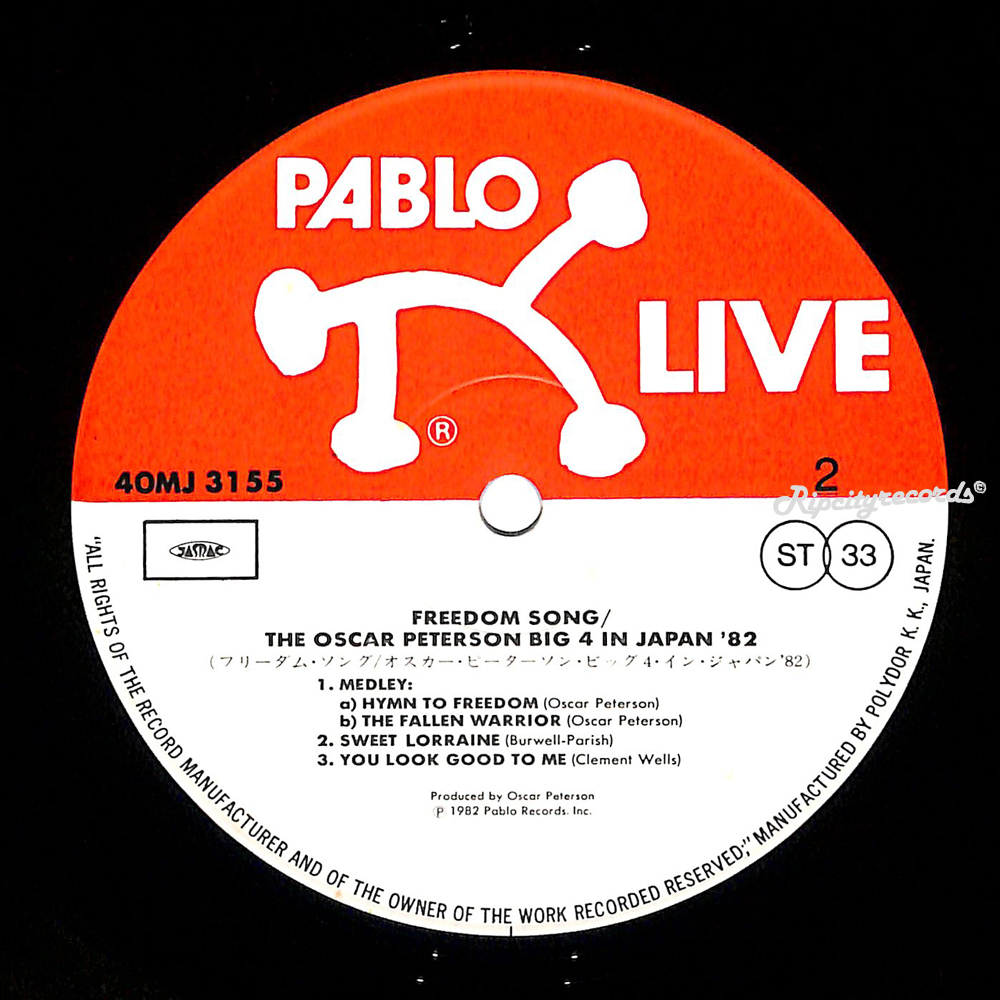 PABLO
LIVE
®
40MJ 3155
2
Ripcityrecords©
JASRAC
ST 33
FREEDOM SONG/
THE OSCAR PETERSON BIG 4 IN JAPAN '82
(フリーダム・ソング/オスカー・ピーターソン・ビッグ4・イン・ジャパン'82)
1. MEDLEY:
a) HYMN TO FREEDOM (Oscar Peterson)
b) THE FALLEN WARRIOR (Oscar Peterson)
2. SWEET LORRAINE (Burwell-Parish)
3. YOU LOOK GOOD TO ME (Clement Wells)
Produced by Oscar Peterson
℗ 1982 Pablo Records. Inc.
"ALL RIGHTS OF THE RECORD MANUFACTURER AND OF THE OWNER OF THE WORK RECORDED RESERVED;" MANUFACTURED BY POLYDOR K. K., JAPAN.